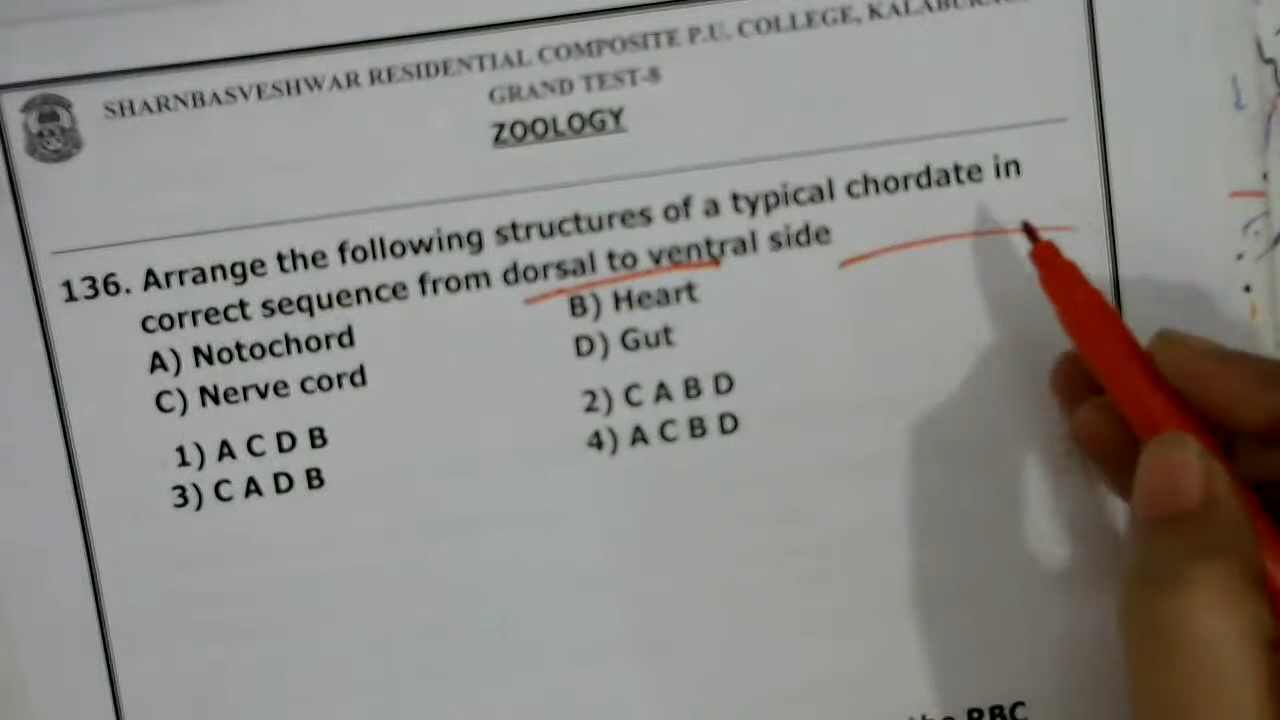 SHARNBASVESHWAR RESIDENTIAL COMPOSITE P.U. COLLEGE,
GRAND TEST-8
ZOOLOGY
136. Arrange the following structures of a typical chordate in
correct sequence from dorsal to ventral side
A) Notochord B) Heart
C) Nerve cord D) Gut
1) A C D B 2) C A B D
3) C A D B 4) A C B D
RBC